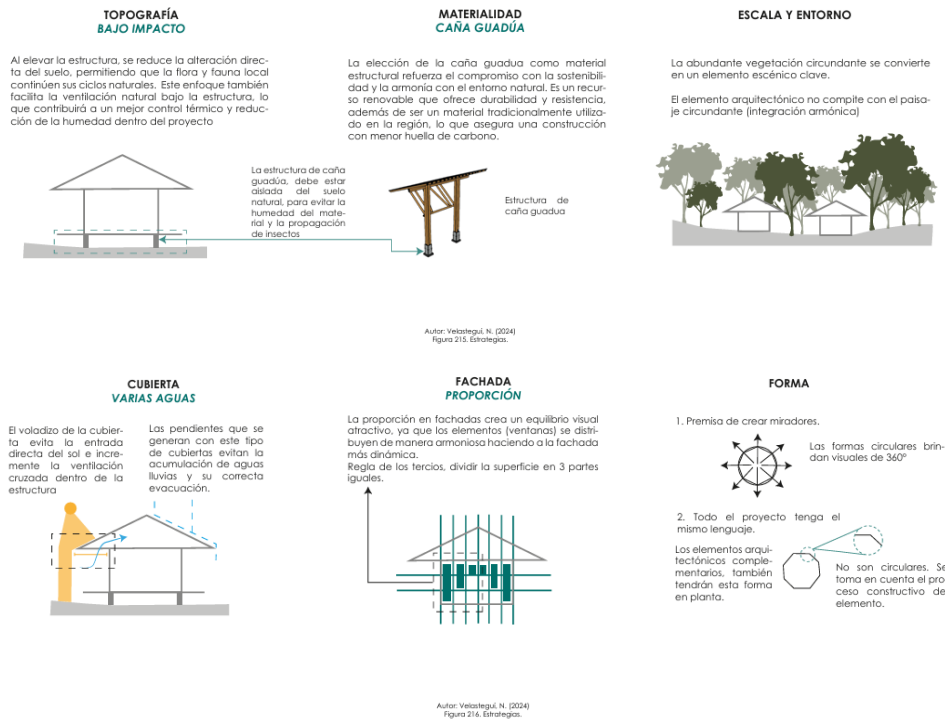 TOPOGRAFÍA
BAJO IMPACTO
Al elevar la estructura, se reduce la alteración direc-
ta del suelo, permitiendo que la flora y fauna local
continúen sus ciclos naturales. Este enfoque también
facilita la ventilación natural bajo la estructura, lo
que contribuirá a un mejor control térmico y reduc-
ción de la humedad dentro del proyecto
La estructura de caña
guadúa, debe estar
aislada del suelo
natural, para evitar la
humedad del mate-
rial y la propagación
de insectos
MATERIALIDAD
CAÑA GUADÚA
La elección de la caña guadua como material
estructural refuerza el compromiso con la sostenibili-
dad y la armonía con el entorno natural. Es un recur-
so renovable que ofrece durabilidad y resistencia,
además de ser un material tradicionalmente utiliza-
do en la región, lo que asegura una construcción
con menor huella de carbono.
Estructura de
caña guadua
ESCALA Y ENTORNO
La abundante vegetación circundante se convierte
en un elemento escénico clave.
El elemento arquitectónico no compite con el paisa-
je circundante (integración armónica)
Autor: Velasteguí, N. (2024)
Figura 215. Estrategias.
CUBIERTA
VARIAS AGUAS
El voladizo de la cubier-
ta evita la entrada
directa del sol e incre-
mente la ventilación
cruzada dentro de la
estructura
Las pendientes que se
generan con este tipo
de cubiertas evitan la
acumulación de aguas
lluvias y su correcta
evacuación.
FACHADA
PROPORCIÓN
La proporción en fachadas crea un equilibrio visual
atractivo, ya que los elementos (ventanas) se distri-
buyen de manera armoniosa haciendo a la fachada
más dinámica.
Regla de los tercios, dividir la superficie en 3 partes
iguales.
FORMA
1. Premisa de crear miradores.
Las formas circulares brin-
dan visuales de 360°
2. Todo el proyecto tenga el
mismo lenguaje.
Los elementos arqui-
tectónicos comple-
mentarios, también
tendrán esta forma
en planta.
No son circulares. Se
toma en cuenta el pro
ceso constructivo de
elemento.
Autor: Velasteguí, N. (2024)
Figura 216. Estrategias.